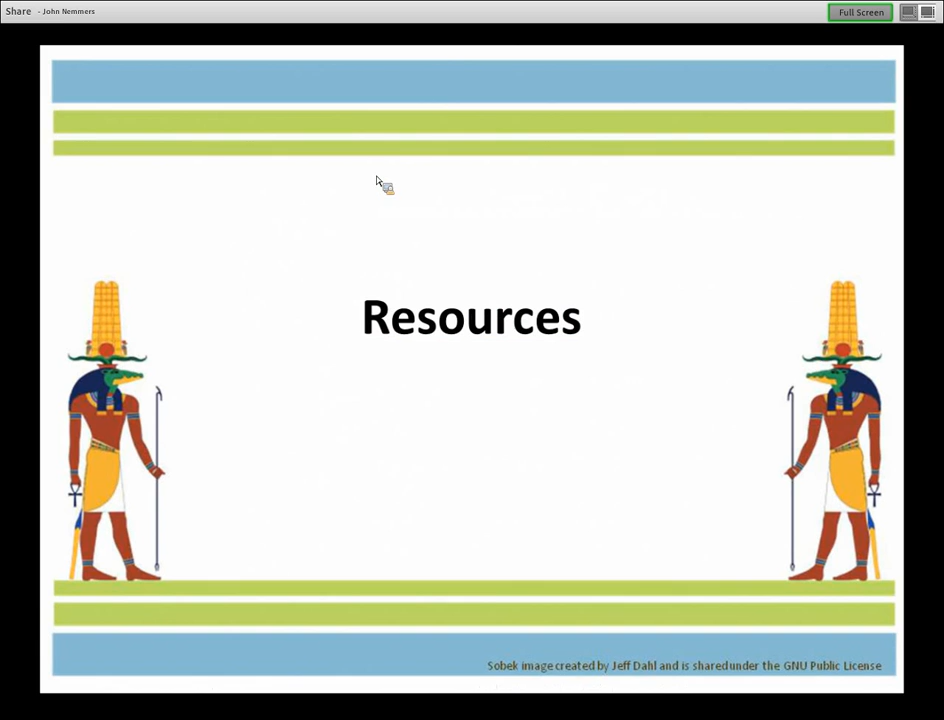 Share - John Nemmers
Full Screen
Resources
Sobek image created by Jeff Dahl and is shared under the GNU Public License